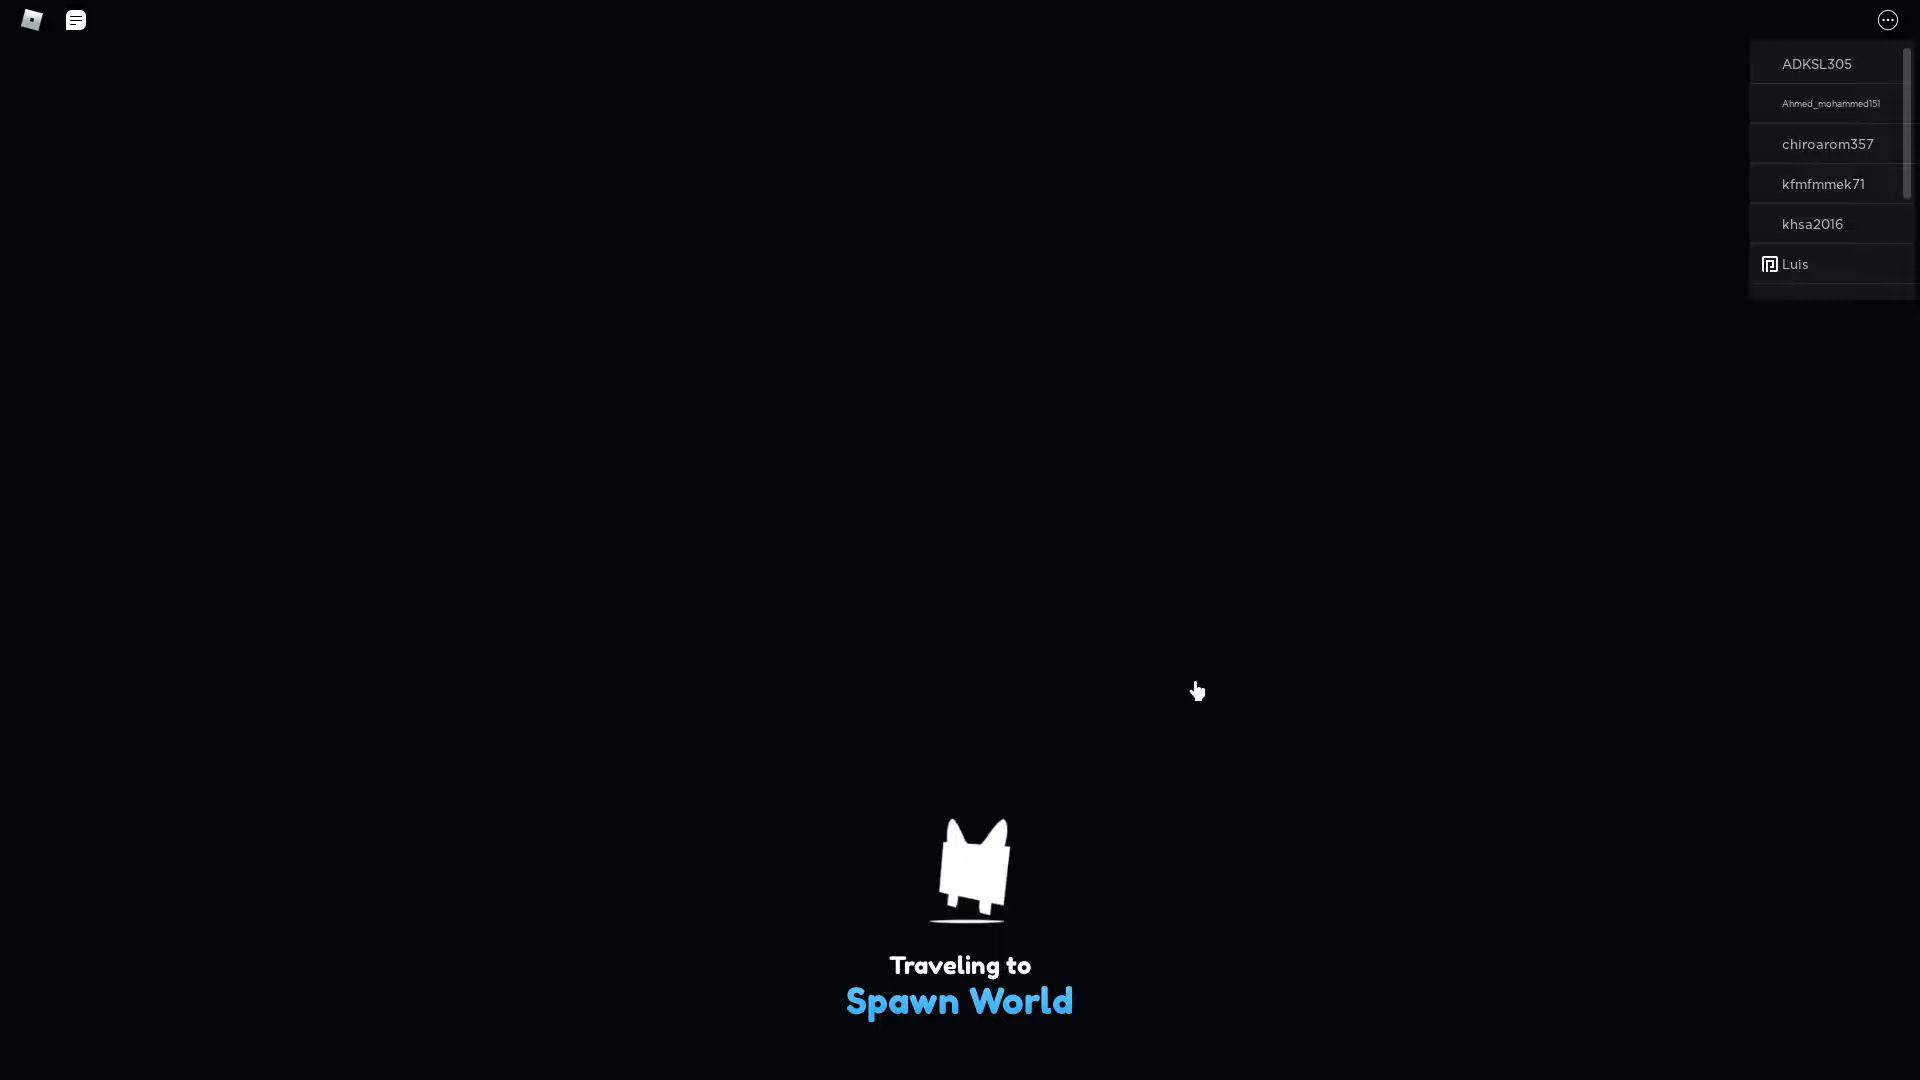 ADKSL305
Ahmed_mohammed151
chiroarom357
kfmfmmek71
khsa2016
Luis
Traveling to
Spawn World